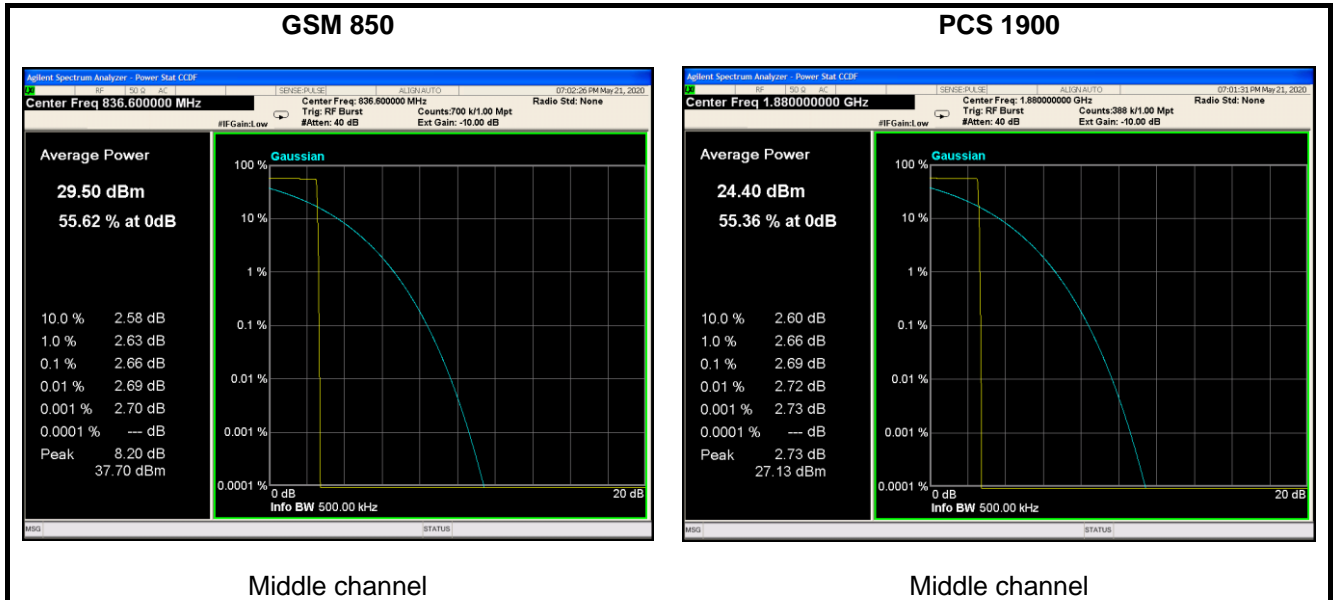 GSM 850
Agilent Spectrum Analyzer - Power Stat CCDF
RF 50 Ω AC SENSE:PULSE ALIGN AUTO 07:02:26 PM May 21, 2020
Center Freq 836.600000 MHz
Center Freq: 836.600000 MHz
Radio Std: None
Trig: RF Burst Counts:700 k/1.00 Mpt
#IFGain:Low #Atten: 40 dB Ext Gain: -10.00 dB
Average Power
29.50 dBm
55.62 % at 0dB
10.0 % 2.58 dB
1.0 % 2.63 dB
0.1 % 2.66 dB
0.01 % 2.69 dB
0.001 % 2.70 dB
0.0001 % --- dB
Peak 8.20 dB
37.70 dBm
Gaussian
100 %
10 %
1 %
0.1 %
0.01 %
0.001 %
0.0001 %
0 dB 20 dB
Info BW 500.00 kHz
MSG STATUS
Middle channel
PCS 1900
Agilent Spectrum Analyzer - Power Stat CCDF
RF 50 Ω AC SENSE:PULSE ALIGN AUTO 07:01:31 PM May 21, 2020
Center Freq 1.880000000 GHz
Center Freq: 1.880000000 GHz
Radio Std: None
Trig: RF Burst Counts:388 k/1.00 Mpt
#IFGain:Low #Atten: 40 dB Ext Gain: -10.00 dB
Average Power
24.40 dBm
55.36 % at 0dB
10.0 % 2.60 dB
1.0 % 2.66 dB
0.1 % 2.69 dB
0.01 % 2.72 dB
0.001 % 2.73 dB
0.0001 % --- dB
Peak 2.73 dB
27.13 dBm
Gaussian
100 %
10 %
1 %
0.1 %
0.01 %
0.001 %
0.0001 %
0 dB 20 dB
Info BW 500.00 kHz
MSG STATUS
Middle channel